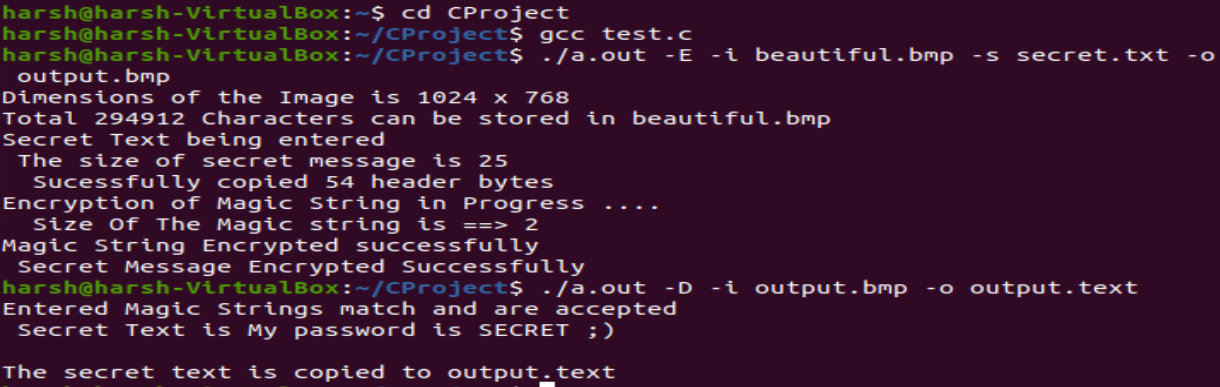 harsh@harsh-VirtualBox:~$ cd CProject
harsh@harsh-VirtualBox:~/CProject$ gcc test.c
harsh@harsh-VirtualBox:~/CProject$ ./a.out -E -i beautiful.bmp -s secret.txt -o
 output.bmp
Dimensions of the Image is 1024 x 768
Total 294912 Characters can be stored in beautiful.bmp
Secret Text being entered
 The size of secret message is 25
  Sucessfully copied 54 header bytes
Encryption of Magic String in Progress ....
  Size Of The Magic string is ==> 2
Magic String Encrypted successfully
 Secret Message Encrypted Successfully
harsh@harsh-VirtualBox:~/CProject$ ./a.out -D -i output.bmp -o output.text
Entered Magic Strings match and are accepted
 Secret Text is My password is SECRET ;)

The secret text is copied to output.text